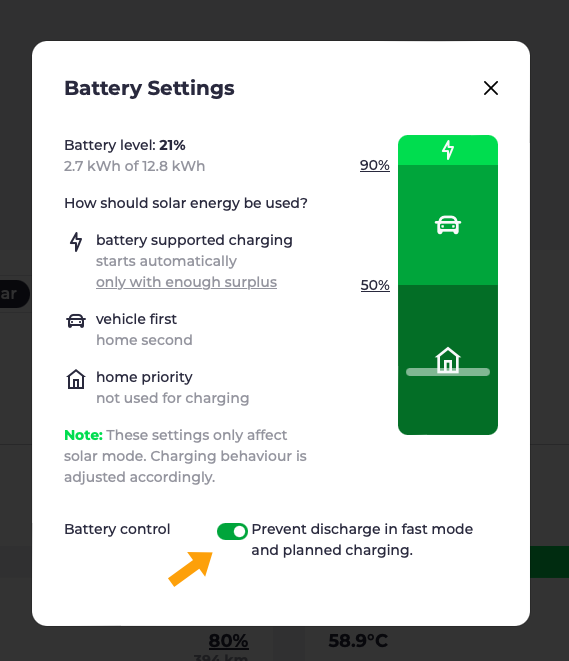 Battery Settings
Battery level: 21%
2.7 kWh of 12.8 kWh
90%
How should solar energy be used?
battery supported charging
starts automatically
only with enough surplus
50%
vehicle first
home second
home priority
not used for charging
Note: These settings only affect
solar mode. Charging behaviour is
adjusted accordingly.
Battery control
Prevent discharge in fast mode
and planned charging.
ar
80%
58.9°C
394 km